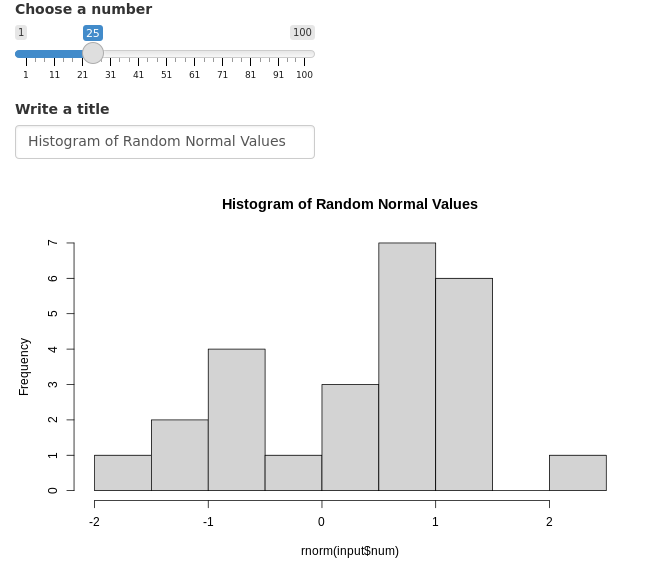 Choose a number
1 25 100
1 11 21 31 41 51 61 71 81 91 100
Write a title
Histogram of Random Normal Values
Histogram of Random Normal Values
7
6
5
4
3
2
1
0
Frequency
-2 -1 0 1 2
rnorm(input$num)